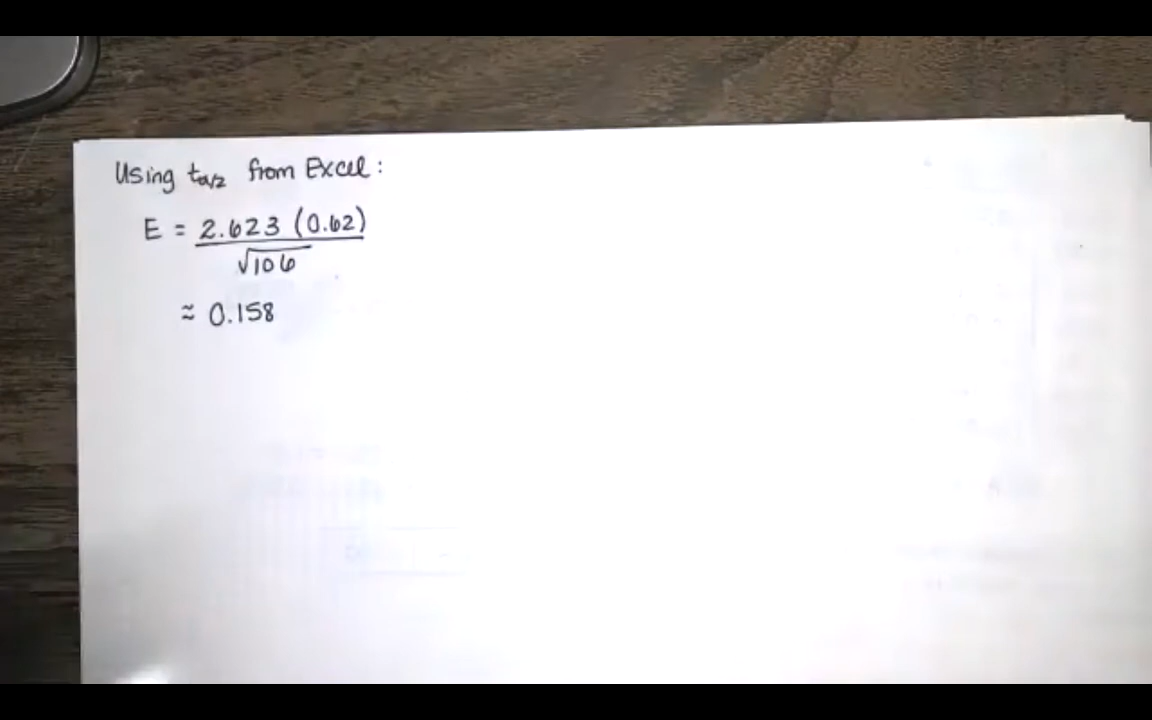 Using tα/2 from Excel:
E = 2.623 (0.62)
√106
≈ 0.158